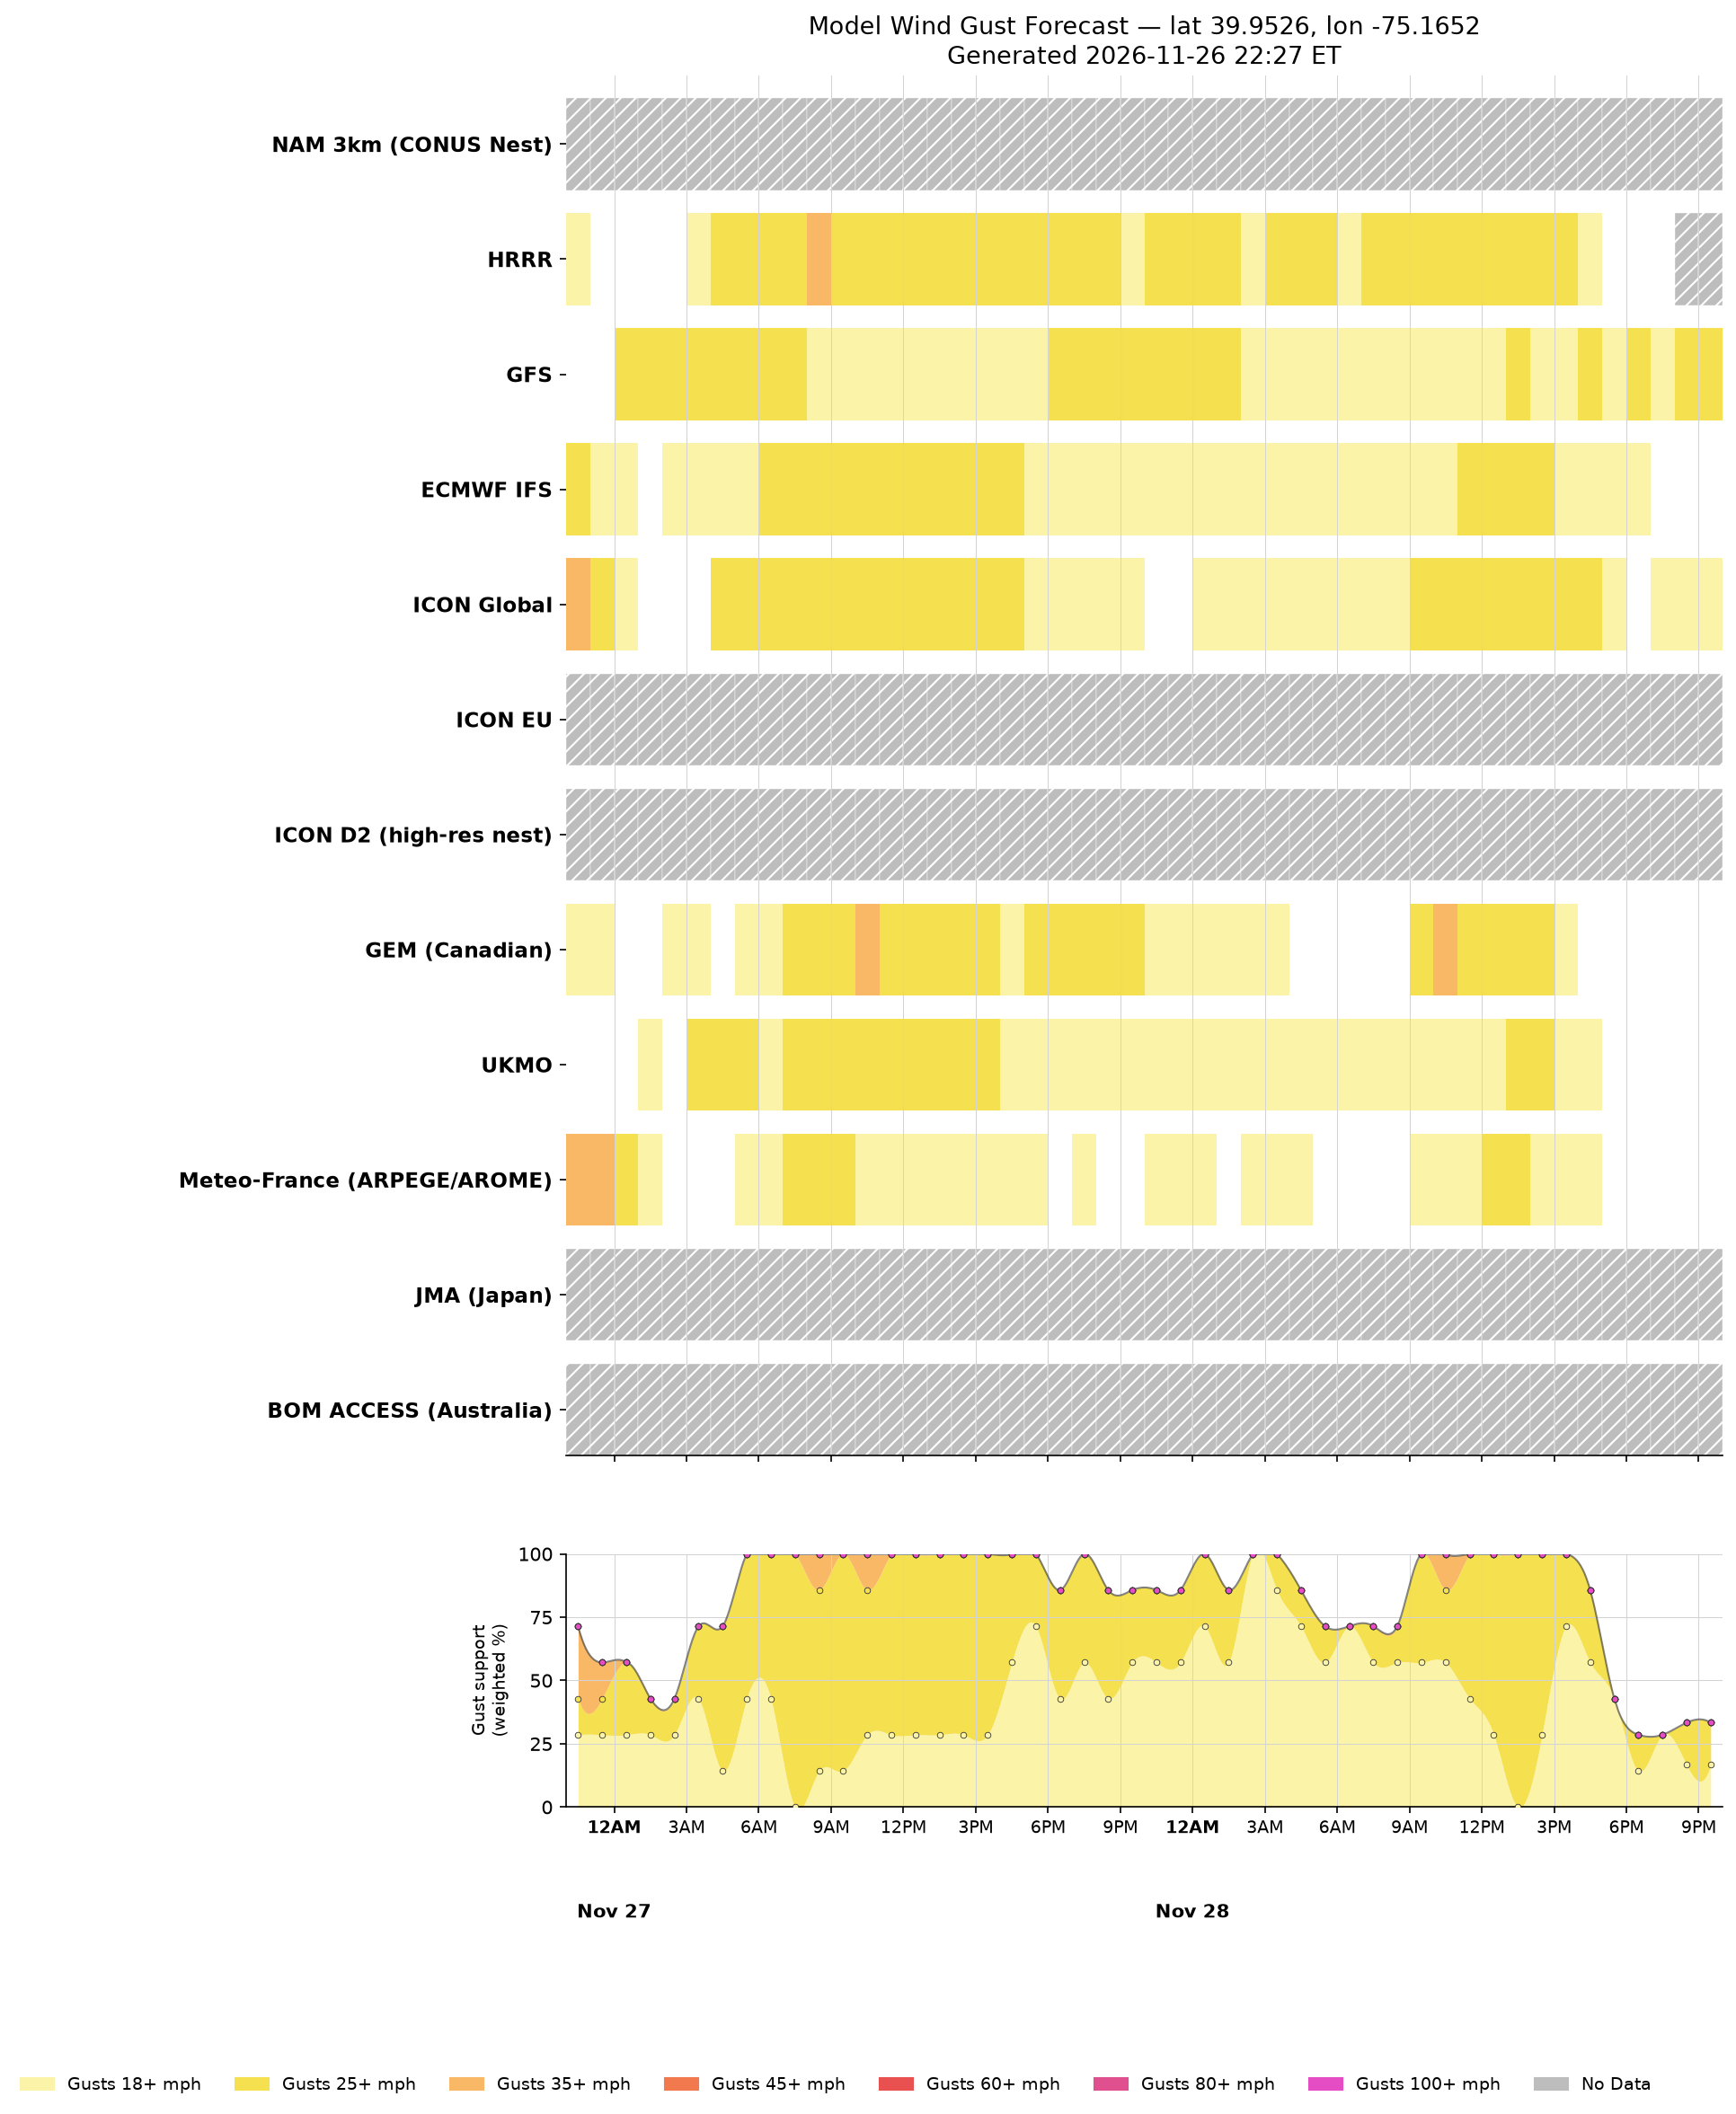 Model Wind Gust Forecast — lat 39.9526, lon -75.1652
Generated 2026-11-26 22:27 ET
NAM 3km (CONUS Nest)
HRRR
GFS
ECMWF IFS
ICON Global
ICON EU
ICON D2 (high-res nest)
GEM (Canadian)
UKMO
Meteo-France (ARPEGE/AROME)
JMA (Japan)
BOM ACCESS (Australia)
Gust support
(weighted %)
100
75
50
25
0
12AM 3AM 6AM 9AM 12PM 3PM 6PM 9PM 12AM 3AM 6AM 9AM 12PM 3PM 6PM 9PM
Nov 27 Nov 28
Gusts 18+ mph Gusts 25+ mph Gusts 35+ mph Gusts 45+ mph Gusts 60+ mph Gusts 80+ mph Gusts 100+ mph No Data